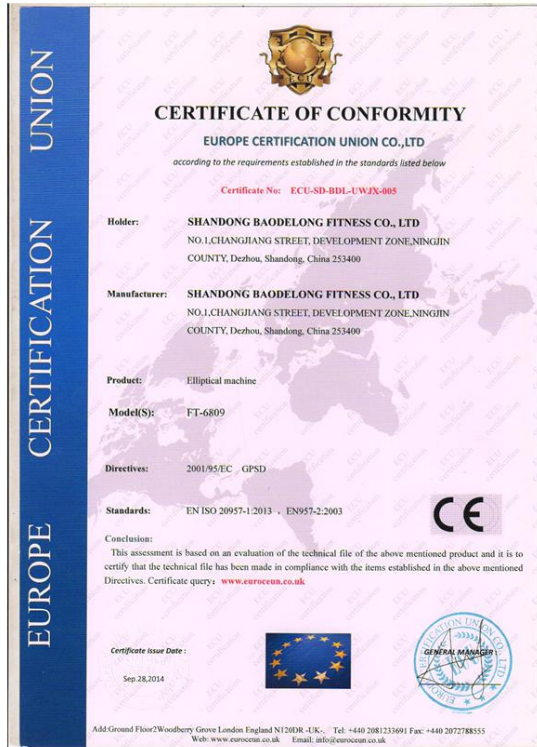 EUROPE CERTIFICATION UNION
ECU
CERTIFICATE OF CONFORMITY
EUROPE CERTIFICATION UNION CO.,LTD
according to the requirements established in the standards listed below
Certificate No: ECU-SD-BDL-UWJX-005
Holder: SHANDONG BAODELONG FITNESS CO., LTD
NO.1,CHANGJIANG STREET, DEVELOPMENT ZONE,NINGJIN
COUNTY, Dezhou, Shandong, China 253400
Manufacturer: SHANDONG BAODELONG FITNESS CO., LTD
NO.1,CHANGJIANG STREET, DEVELOPMENT ZONE,NINGJIN
COUNTY, Dezhou, Shandong, China 253400
Product: Elliptical machine
Model(S): FT-6809
Directives: 2001/95/EC , GPSD
Standards: EN ISO 20957-1:2013 , EN957-2:2003
CE
Conclusion:
This assessment is based on an evaluation of the technical file of the above mentioned product and it is to
certify that the technical file has been made in compliance with the items established in the above mentioned
Directives. Certificate query: www.euroceun.co.uk
Certificate Issue Date :
Sep.28,2014
GENERAL MANAGER :
EUROPE CERTIFICATION UNION CO.,LTD
Add:Ground Floor2Woodberry Grove London England N120DR -UK-, Tel: +440 2081233691 Fax: +440 2072788555
Web: www.euroceun.co.uk Email: info@euroceun.co.uk